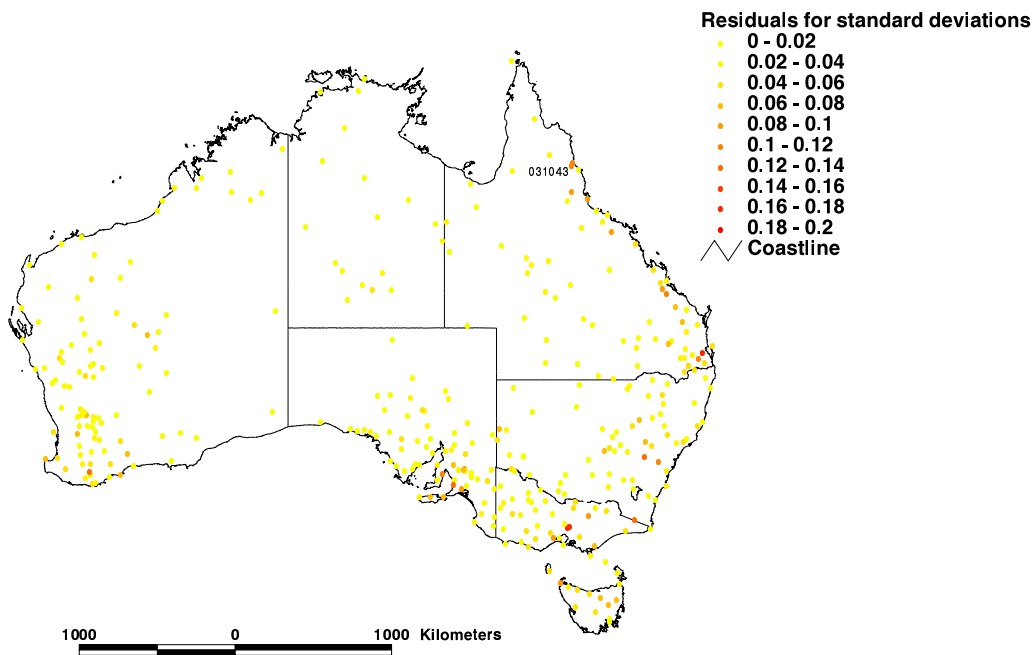 Residuals for standard deviations
0 - 0.02
0.02 - 0.04
0.04 - 0.06
0.06 - 0.08
0.08 - 0.1
0.1 - 0.12
0.12 - 0.14
0.14 - 0.16
0.16 - 0.18
0.18 - 0.2
Coastline
031043
1000 0 1000 Kilometers